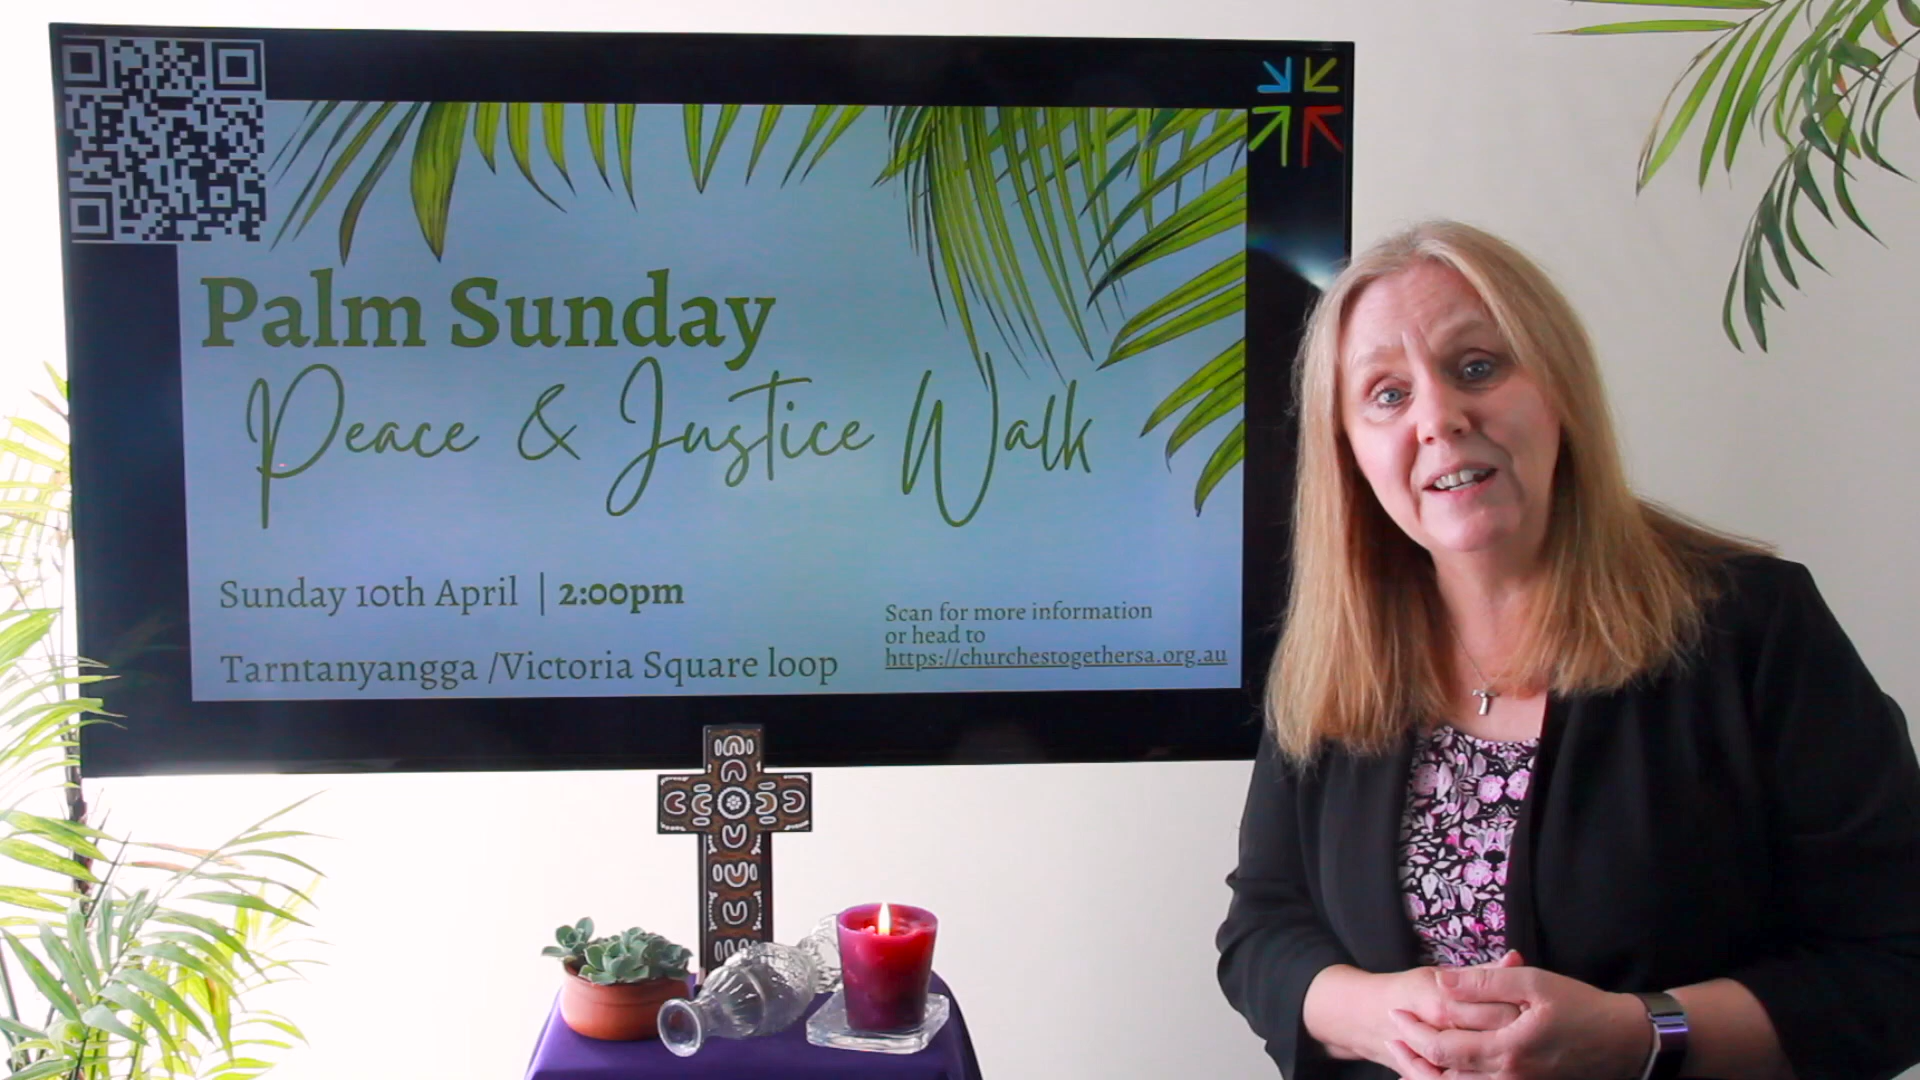 Palm Sunday
Peace & Justice Walk
Sunday 10th April | 2:00pm
Tarntanyangga /Victoria Square loop
Scan for more information
or head to
https://churchestogethersa.org.au